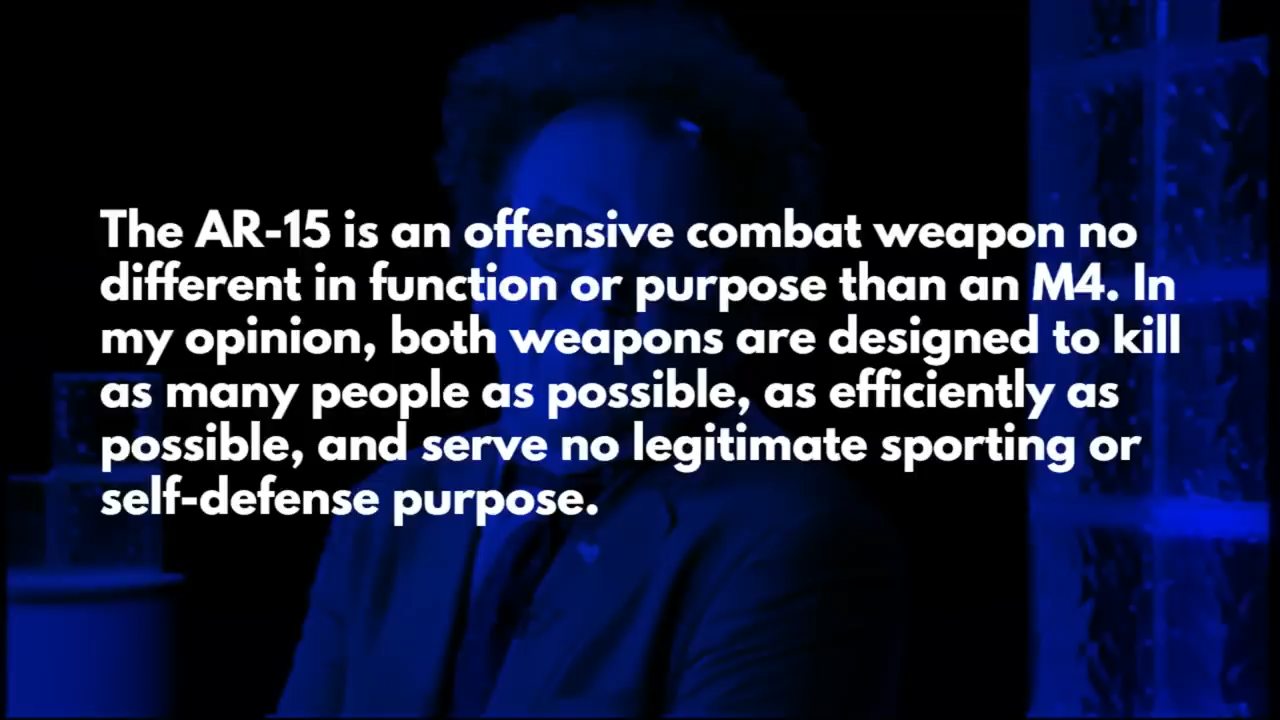 The AR-15 is an offensive combat weapon no
different in function or purpose than an M4. In
my opinion, both weapons are designed to kill
as many people as possible, as efficiently as
possible, and serve no legitimate sporting or
self-defense purpose.